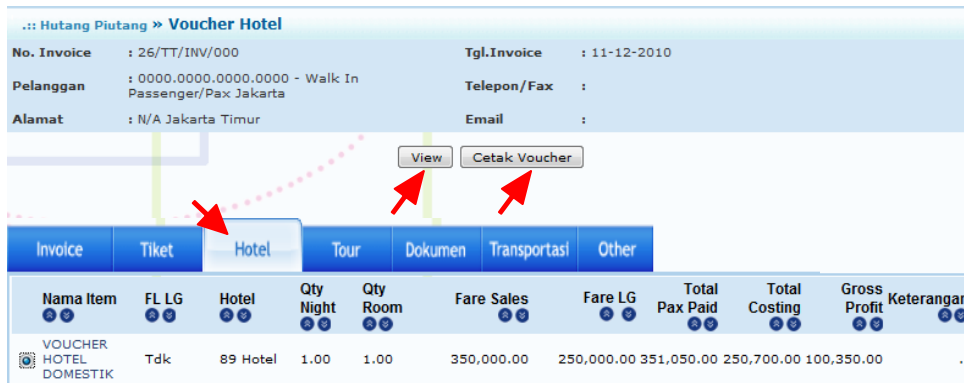 .:: Hutang Piutang » Voucher Hotel
No. Invoice : 26/TT/INV/000 Tgl.Invoice : 11-12-2010
Pelanggan : 0000.0000.0000.0000 - Walk In Passenger/Pax Jakarta Telepon/Fax :
Alamat : N/A Jakarta Timur Email :
View Cetak Voucher
Invoice Tiket Hotel Tour Dokumen Transportasi Other
Nama Item FL LG Hotel Qty Night Qty Room Fare Sales Fare LG Total Pax Paid Total Costing Gross Profit Keterangan
VOUCHER HOTEL DOMESTIK Tdk 89 Hotel 1.00 1.00 350,000.00 250,000.00 351,050.00 250,700.00 100,350.00 .